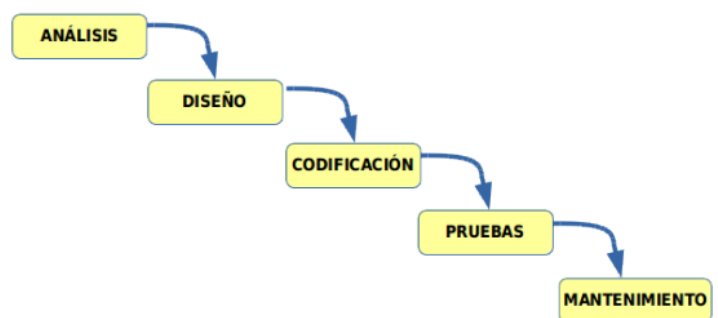 ANÁLISIS
DISEÑO
CODIFICACIÓN
PRUEBAS
MANTENIMIENTO